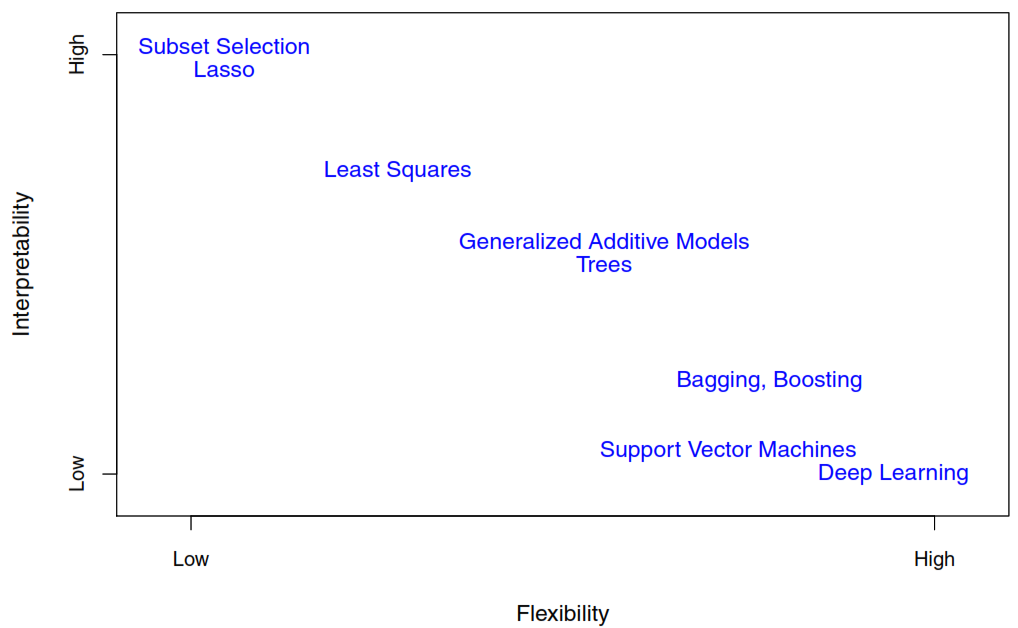 High
Subset Selection
Lasso
Least Squares
Generalized Additive Models
Trees
Interpretability
Bagging, Boosting
Support Vector Machines
Low
Deep Learning
Low
High
Flexibility